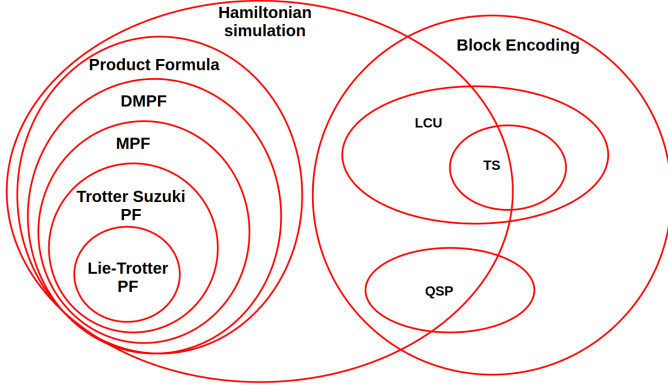 Hamiltonian
simulation
Block Encoding
Product Formula
DMPF
LCU
MPF
TS
Trotter Suzuki
PF
Lie-Trotter
PF
QSP